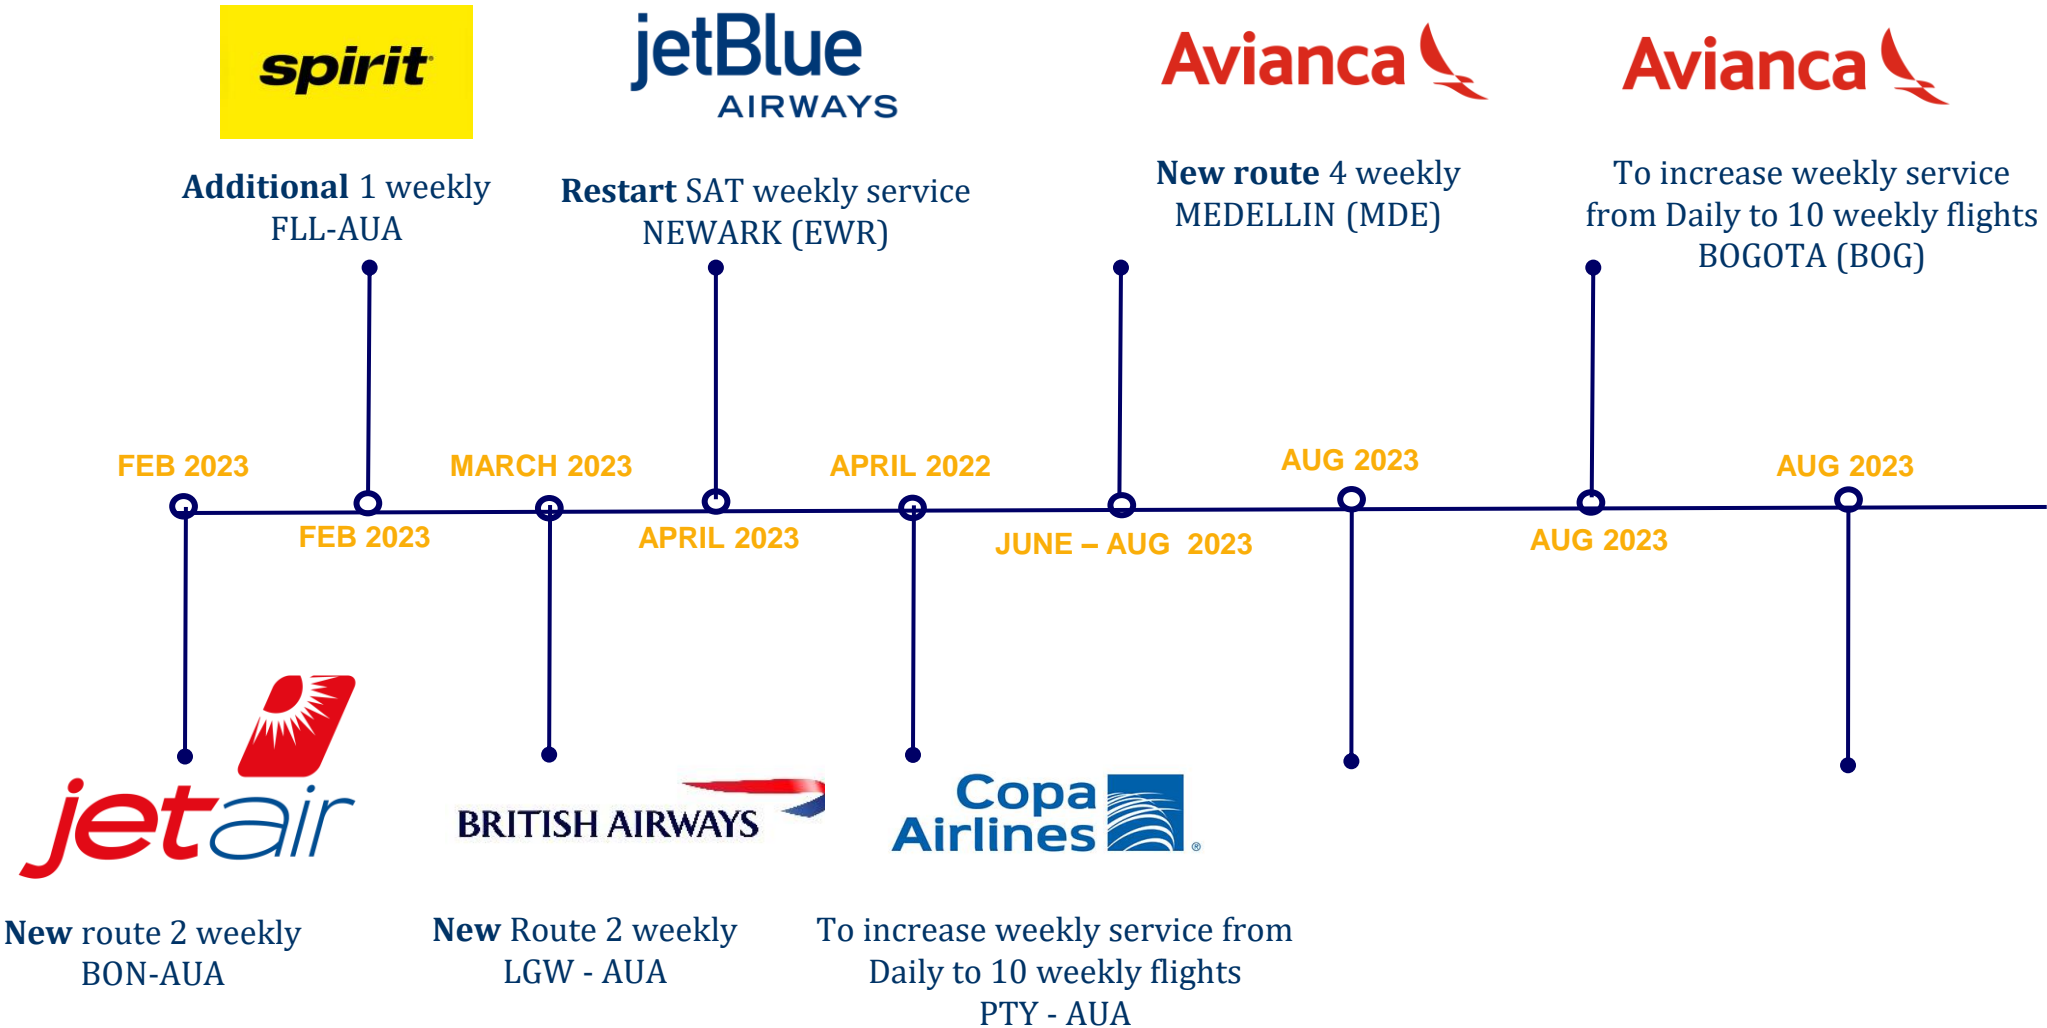 spirit
jetBlue
AIRWAYS
Avianca
Avianca
Additional 1 weekly
FLL-AUA
Restart SAT weekly service
NEWARK (EWR)
New route 4 weekly
MEDELLIN (MDE)
To increase weekly service
from Daily to 10 weekly flights
BOGOTA (BOG)
FEB 2023
FEB 2023
MARCH 2023
APRIL 2023
APRIL 2022
JUNE – AUG 2023
AUG 2023
AUG 2023
AUG 2023
jetair
New route 2 weekly
BON-AUA
BRITISH AIRWAYS
New Route 2 weekly
LGW - AUA
Copa
Airlines ®
To increase weekly service from
Daily to 10 weekly flights
PTY - AUA